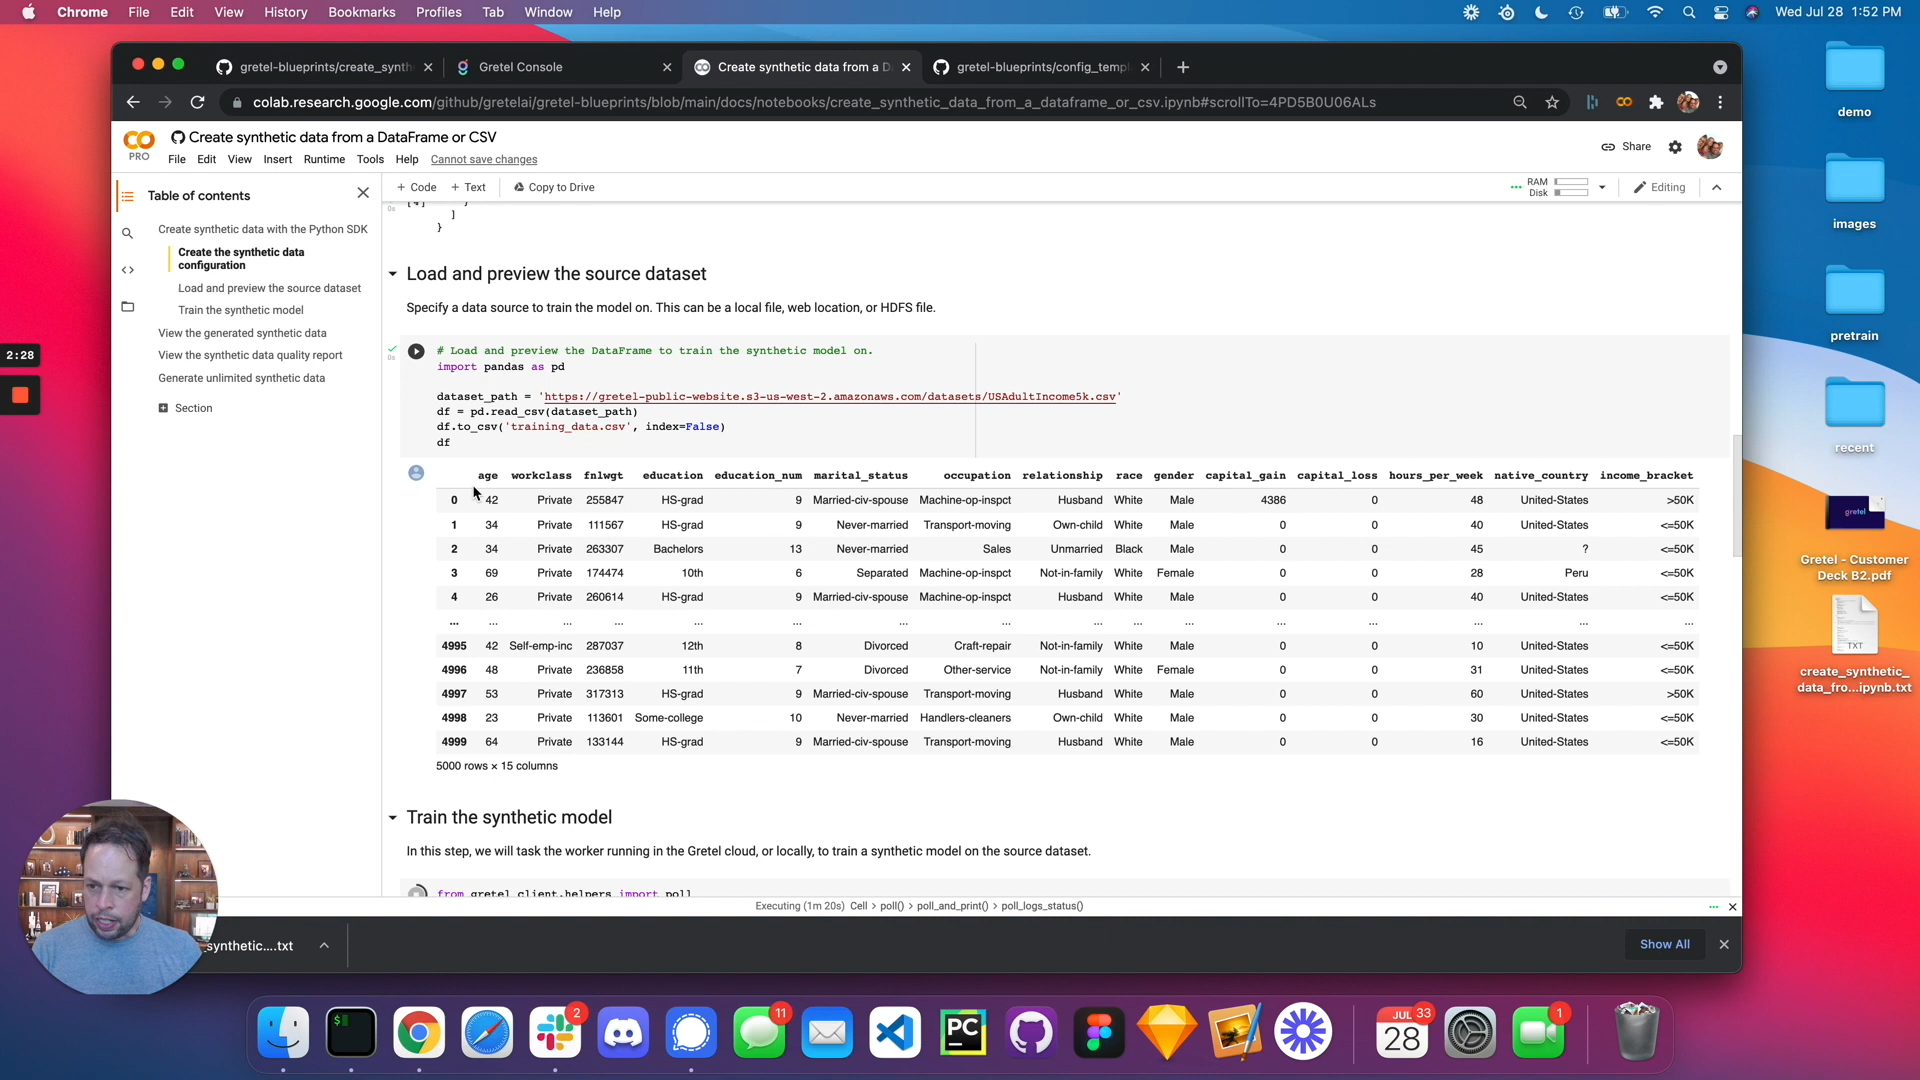 Chrome File Edit View History Bookmarks Profiles Tab Window Help Wed Jul 28 1:52 PM
gretel-blueprints/create_synth Gretel Console Create synthetic data from a D gretel-blueprints/config_templ
colab.research.google.com/github/gretelai/gretel-blueprints/blob/main/docs/notebooks/create_synthetic_data_from_a_dataframe_or_csv.ipynb#scrollTo=4PD5B0U06ALs
Create synthetic data from a DataFrame or CSV
PRO
File Edit View Insert Runtime Tools Help Cannot save changes
Share
+ Code + Text Copy to Drive
RAM
Disk
Editing
Table of contents
Create synthetic data with the Python SDK
Create the synthetic data
configuration
Load and preview the source dataset
Train the synthetic model
View the generated synthetic data
View the synthetic data quality report
Generate unlimited synthetic data
Section
]
}
Load and preview the source dataset
Specify a data source to train the model on. This can be a local file, web location, or HDFS file.
0s
# Load and preview the DataFrame to train the synthetic model on.
import pandas as pd
dataset_path = 'https://gretel-public-website.s3-us-west-2.amazonaws.com/datasets/USAdultIncome5k.csv'
df = pd.read_csv(dataset_path)
df.to_csv('training_data.csv', index=False)
df
age workclass fnlwgt education education_num marital_status occupation relationship race gender capital_gain capital_loss hours_per_week native_country income_bracket
0 42 Private 255847 HS-grad 9 Married-civ-spouse Machine-op-inspct Husband White Male 4386 0 48 United-States >50K
1 34 Private 111567 HS-grad 9 Never-married Transport-moving Own-child White Male 0 0 40 United-States <=50K
2 34 Private 263307 Bachelors 13 Never-married Sales Unmarried Black Male 0 0 45 ? <=50K
3 69 Private 174474 10th 6 Separated Machine-op-inspct Not-in-family White Female 0 0 28 Peru <=50K
4 26 Private 260614 HS-grad 9 Married-civ-spouse Machine-op-inspct Husband White Male 0 0 40 United-States <=50K
... ... ... ... ... ... ... ... ... ... ... ... ... ... ... ...
4995 42 Self-emp-inc 287037 12th 8 Divorced Craft-repair Not-in-family White Male 0 0 10 United-States <=50K
4996 48 Private 236858 11th 7 Divorced Other-service Not-in-family White Female 0 0 31 United-States <=50K
4997 53 Private 317313 HS-grad 9 Married-civ-spouse Transport-moving Husband White Male 0 0 60 United-States >50K
4998 23 Private 113601 Some-college 10 Never-married Handlers-cleaners Own-child White Male 0 0 30 United-States <=50K
4999 64 Private 133144 HS-grad 9 Married-civ-spouse Transport-moving Husband White Male 0 0 16 United-States <=50K
5000 rows × 15 columns
Train the synthetic model
In this step, we will task the worker running in the Gretel cloud, or locally, to train a synthetic model on the source dataset.
from gretel_client.helpers import poll
Executing (1m 20s) Cell > poll() > poll_and_print() > poll_logs_status()
_synthetic....txt
Show All
2:28
demo
images
pretrain
recent
gretel
Gretel - Customer
Deck B2.pdf
TXT
create_synthetic_
data_fro...ipynb.txt
$
2
11
PC
JUL
33
28
1